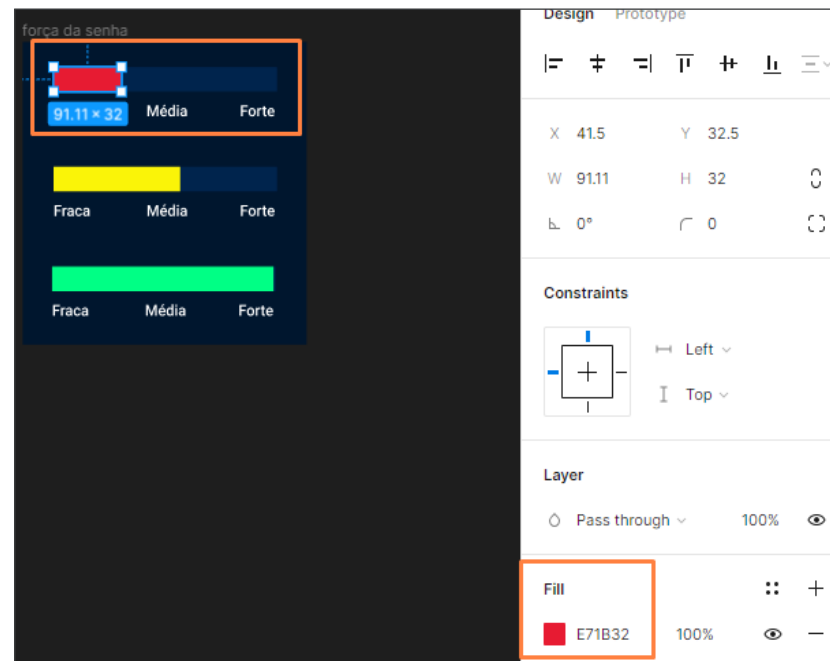 Design Prototype
força da senha
91.11 × 32 Média Forte
Fraca Média Forte
Fraca Média Forte
X 41.5 Y 32.5
W 91.11 H 32
0° 0
Constraints
Left
Top
Layer
Pass through 100%
Fill
E71B32 100%